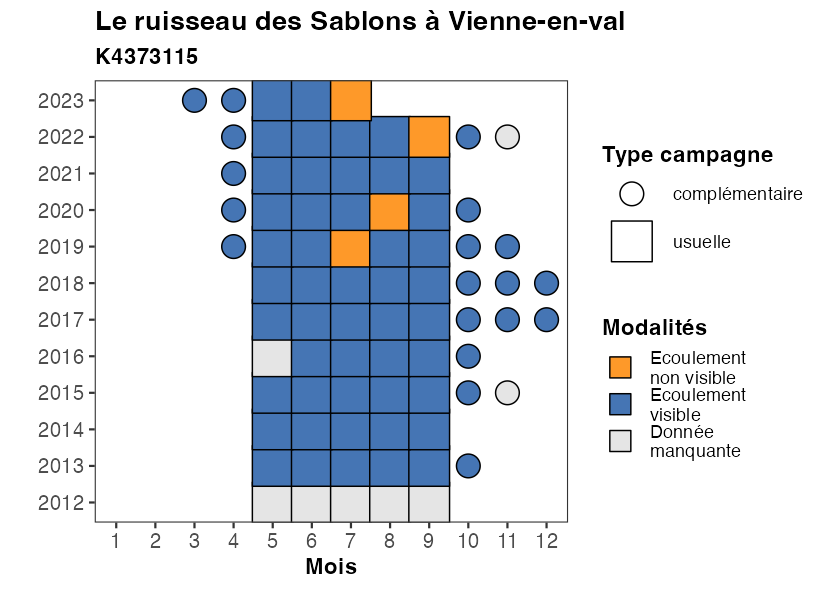 Le ruisseau des Sablons à Vienne-en-val
K4373115
2023
2022
2021
2020
2019
2018
2017
2016
2015
2014
2013
2012
1 2 3 4 5 6 7 8 9 10 11 12
Mois
Type campagne
complémentaire
usuelle
Modalités
Ecoulement
non visible
Ecoulement
visible
Donnée
manquante